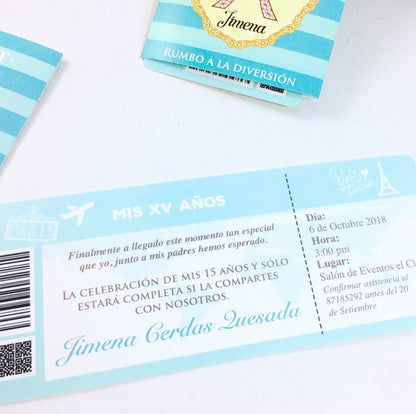 Jimena
RUMBO A LA DIVERSIÓN
MIS XV AÑOS
PARIS
Finalmente a llegado este momento tan especial
que yo, junto a mis padres hemos esperado.
LA CELEBRACIÓN DE MIS 15 AÑOS Y SÓLO
ESTARÁ COMPLETA SI LA COMPARTES
CON NOSOTROS.
Jimena Cerdas Quesada
Paris
Día:
6 de Octubre 2018
Hora:
3:00 pm
Lugar:
Salón de Eventos el Cl
Confirmar asistencia al
87185292 antes del 20
de Setiembre